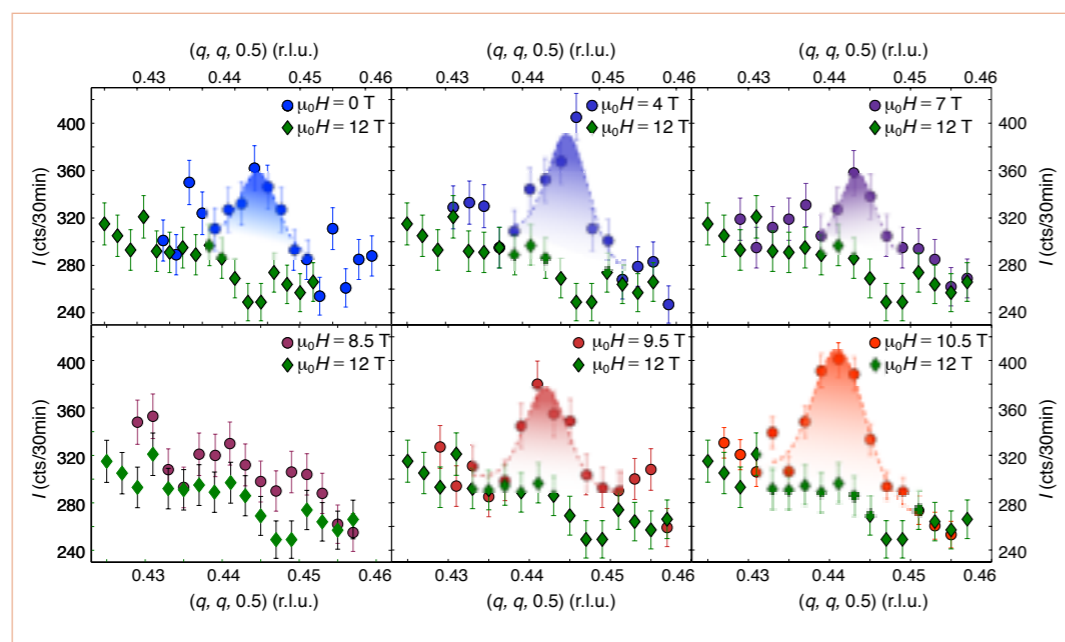 (q, q, 0.5) (r.l.u.) (q, q, 0.5) (r.l.u.) (q, q, 0.5) (r.l.u.)
0.43 0.44 0.45 0.46 0.43 0.44 0.45 0.46 0.43 0.44 0.45 0.46
I (cts/30min)
400
360
320
280
240
μ₀H = 0 T
μ₀H = 12 T
μ₀H = 4 T
μ₀H = 12 T
μ₀H = 7 T
μ₀H = 12 T
400
360
320
280
240
I (cts/30min)
I (cts/30min)
400
360
320
280
240
μ₀H = 8.5 T
μ₀H = 12 T
μ₀H = 9.5 T
μ₀H = 12 T
μ₀H = 10.5 T
μ₀H = 12 T
400
360
320
280
240
I (cts/30min)
0.43 0.44 0.45 0.46 0.43 0.44 0.45 0.46 0.43 0.44 0.45 0.46
(q, q, 0.5) (r.l.u.) (q, q, 0.5) (r.l.u.) (q, q, 0.5) (r.l.u.)